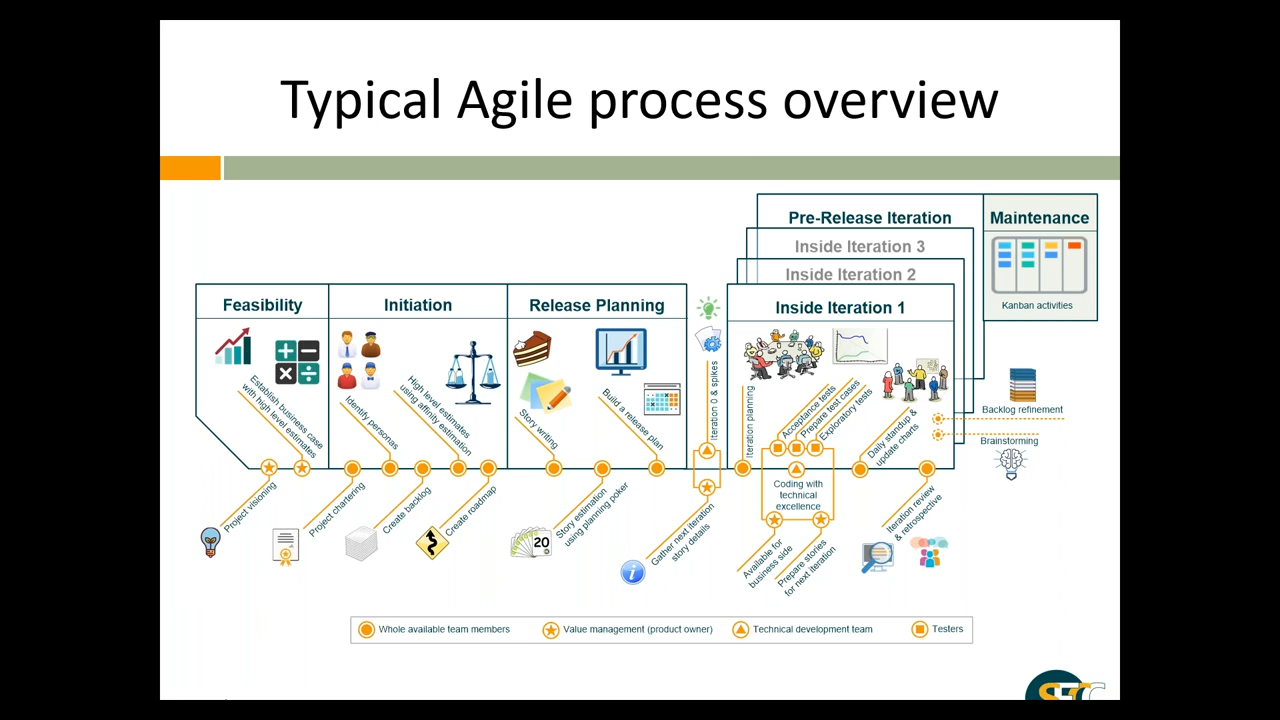 Typical Agile process overview
Pre-Release Iteration
Maintenance
Inside Iteration 3
Inside Iteration 2
Feasibility
Initiation
Release Planning
Inside Iteration 1
Kanban activities
Establish business case
with high level estimates
Identify personas
High level estimates
using affinity estimation
Story writing
Build a release plan
Iteration 0 & spikes
Iteration planning
Acceptance tests
Prepare test cases
Exploratory tests
Daily standup &
update charts
Backlog refinement
Brainstorming
Project visioning
Project chartering
Create backlog
Create roadmap
20
Story estimation
using planning poker
Gather next iteration
story details
Coding with
technical
excellence
Available for
business side
Prepare stories
for next iteration
Iteration review
& retrospective
Whole available team members
Value management (product owner)
Technical development team
Testers